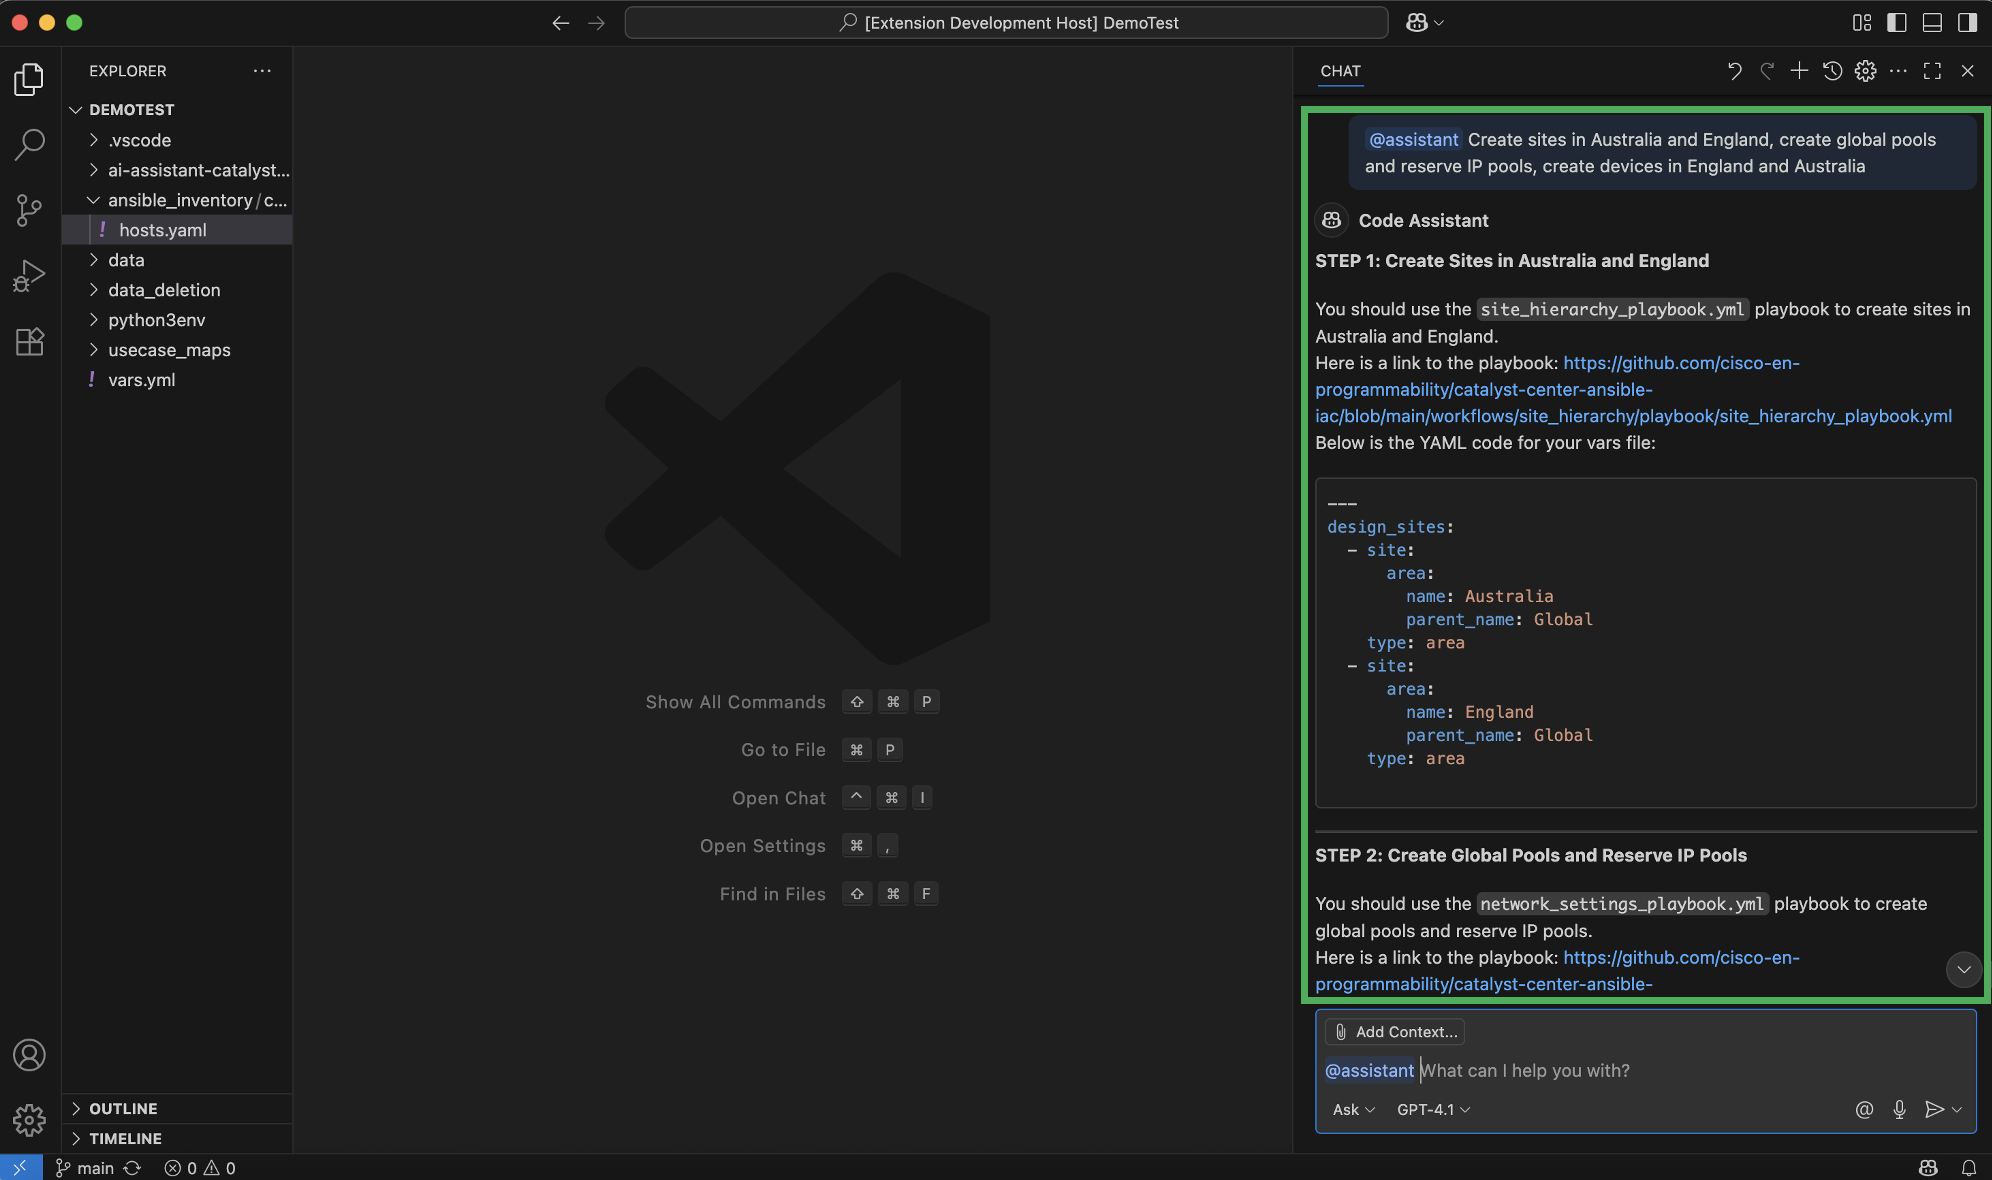 [Extension Development Host] DemoTest
EXPLORER
DEMOTEST
.vscode
ai-assistant-catalyst...
ansible_inventory/c...
! hosts.yaml
data
data_deletion
python3env
usecase_maps
! vars.yml
OUTLINE
TIMELINE
Show All Commands ⇧ ⌘ P
Go to File ⌘ P
Open Chat ^ ⌘ I
Open Settings ⌘ ,
Find in Files ⇧ ⌘ F
CHAT
@assistant Create sites in Australia and England, create global pools
and reserve IP pools, create devices in England and Australia
Code Assistant
STEP 1: Create Sites in Australia and England
You should use the site_hierarchy_playbook.yml playbook to create sites in
Australia and England.
Here is a link to the playbook: https://github.com/cisco-en-
programmability/catalyst-center-ansible-
iac/blob/main/workflows/site_hierarchy/playbook/site_hierarchy_playbook.yml
Below is the YAML code for your vars file:
---
design_sites:
  - site:
      area:
        name: Australia
        parent_name: Global
    type: area
  - site:
      area:
        name: England
        parent_name: Global
    type: area
STEP 2: Create Global Pools and Reserve IP Pools
You should use the network_settings_playbook.yml playbook to create
global pools and reserve IP pools.
Here is a link to the playbook: https://github.com/cisco-en-
programmability/catalyst-center-ansible-
Add Context...
@assistant What can I help you with?
Ask GPT-4.1
main 0 0